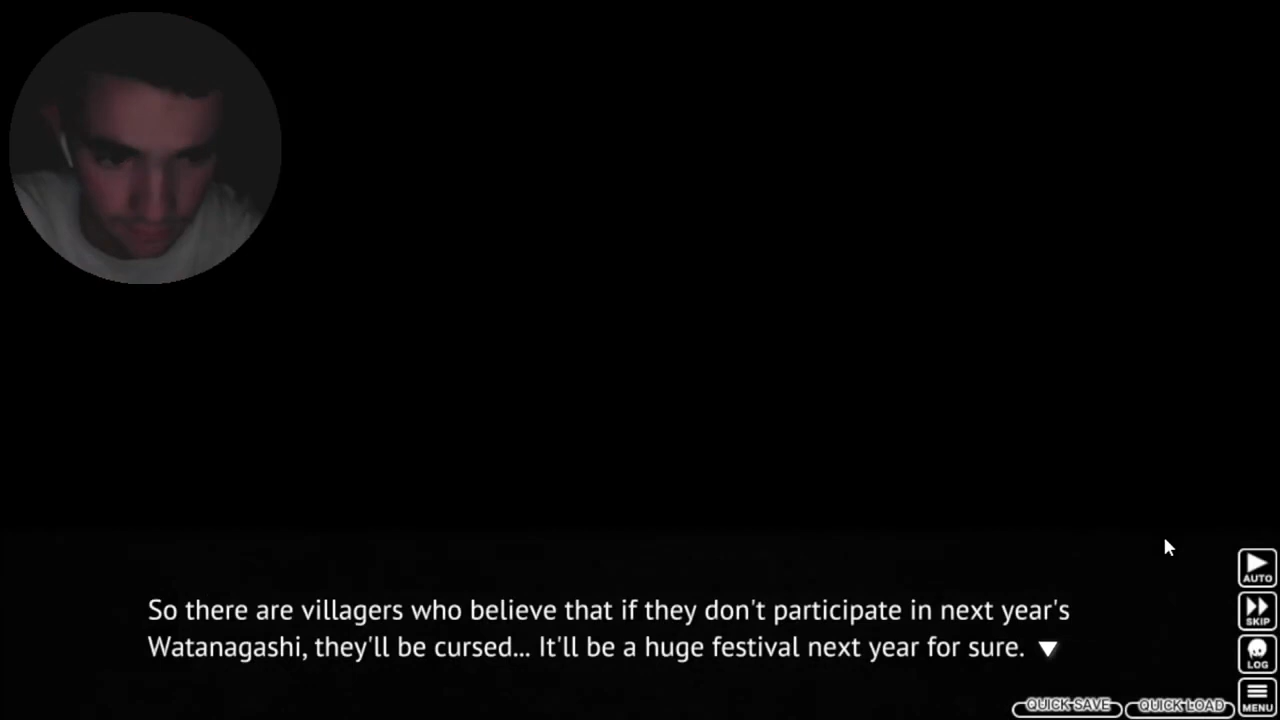 So there are villagers who believe that if they don't participate in next year's
Watanagashi, they'll be cursed... It'll be a huge festival next year for sure.
AUTO
SKIP
LOG
MENU
QUICK SAVE
QUICK LOAD